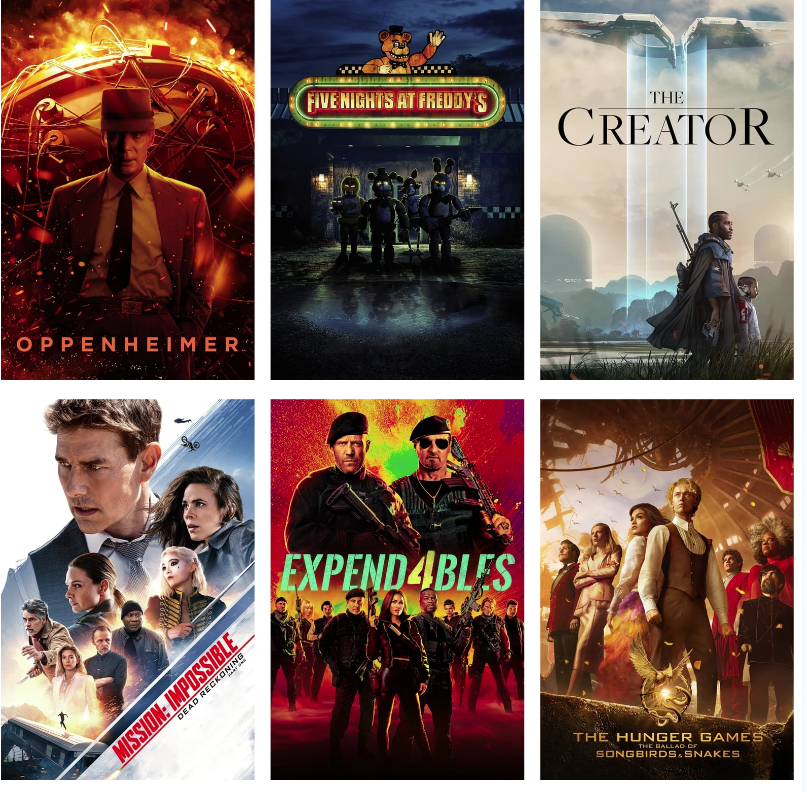 OPPENHEIMER
FIVE NIGHTS AT FREDDY'S
THE
CREATOR
MISSION: IMPOSSIBLE
DEAD RECKONING
PART ONE
EXPEND4BLES
THE HUNGER GAMES
THE BALLAD OF
SONGBIRDS & SNAKES